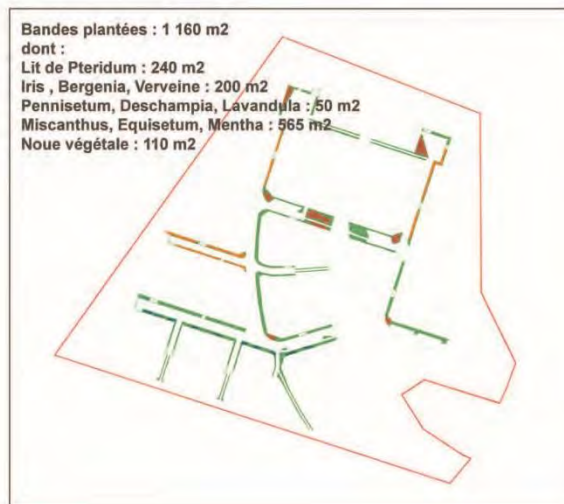 Bandes plantées : 1 160 m2
dont :
Lit de Pteridum : 240 m2
Iris , Bergenia, Verveine : 200 m2
Pennisetum, Deschampia, Lavandula : 50 m2
Miscanthus, Equisetum, Mentha : 565 m2
Noue végétale : 110 m2